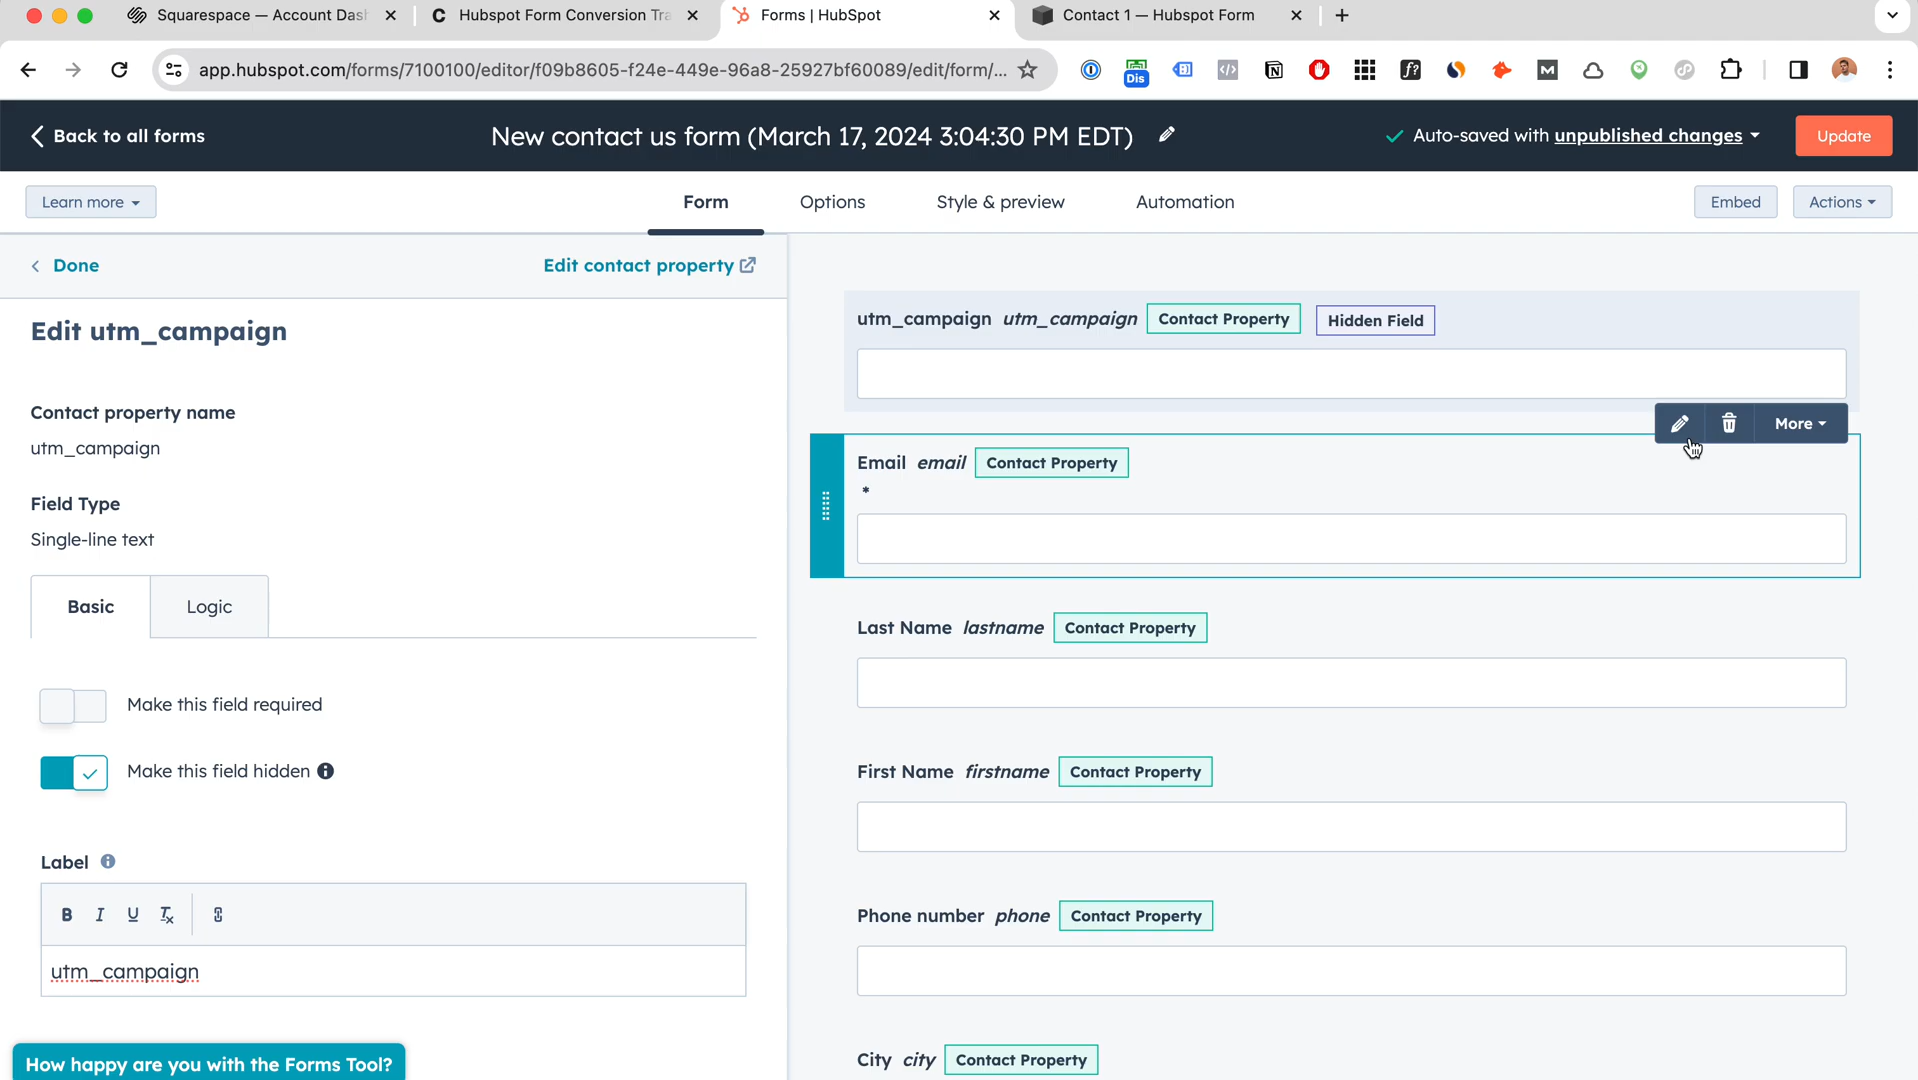 Squarespace — Account Dash
Hubspot Form Conversion Tra
Forms | HubSpot
Contact 1 — Hubspot Form
app.hubspot.com/forms/7100100/editor/f09b8605-f24e-449e-96a8-25927bf60089/edit/form/...
Dis
Back to all forms
New contact us form (March 17, 2024 3:04:30 PM EDT)
Auto-saved with unpublished changes
Update
Learn more
Form
Options
Style & preview
Automation
Embed
Actions
Done
Edit contact property
Edit utm_campaign
Contact property name
utm_campaign
Field Type
Single-line text
Basic
Logic
Make this field required
Make this field hidden
Label
B I U Tx
utm_campaign
How happy are you with the Forms Tool?
utm_campaign utm_campaign Contact Property Hidden Field
More
Email email Contact Property
*
Last Name lastname Contact Property
First Name firstname Contact Property
Phone number phone Contact Property
City city Contact Property